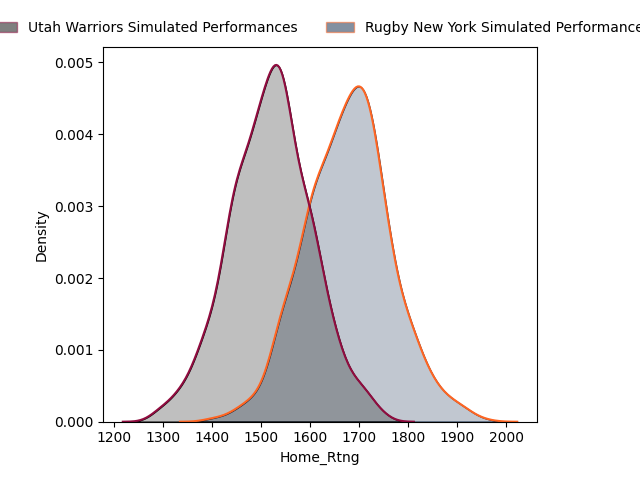 Utah Warriors Simulated Performances
Rugby New York Simulated Performance
0.005
0.004
0.003
0.002
0.001
0.000
Density
1200 1300 1400 1500 1600 1700 1800 1900 2000
Home_Rtng